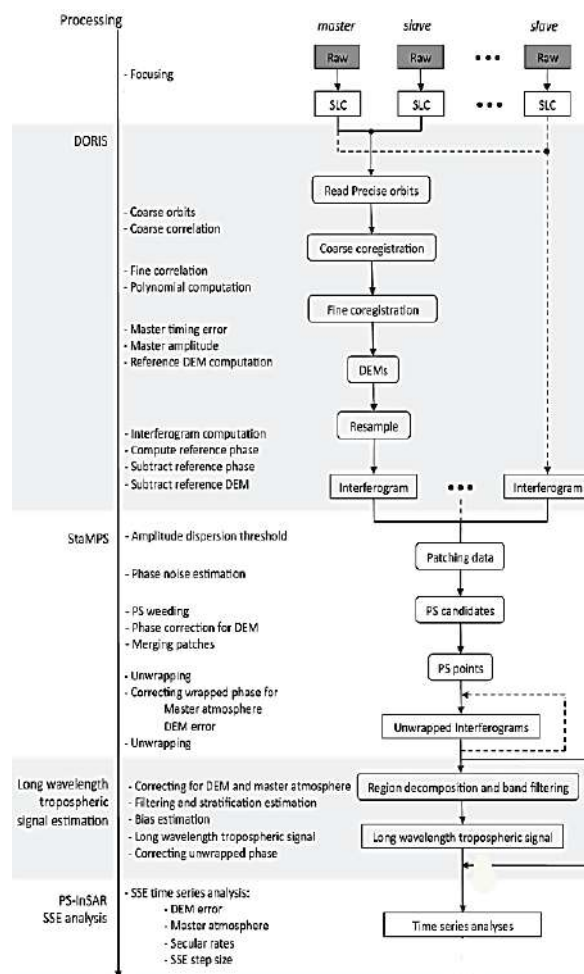 Processing
master slave slave
Raw Raw Raw
- Focusing
SLC SLC SLC
DORIS
Read Precise orbits
- Coarse orbits
- Coarse correlation
Coarse coregistration
- Fine correlation
- Polynomial computation
Fine coregistration
- Master timing error
- Master amplitude
- Reference DEM computation
DEMs
Resample
- Interferogram computation
- Compute reference phase
- Subtract reference phase
- Subtract reference DEM
Interferogram Interferogram
StaMPS
- Amplitude dispersion threshold
Patching data
- Phase noise estimation
- PS weeding
- Phase correction for DEM
- Merging patches
PS candidates
PS points
- Unwrapping
- Correcting wrapped phase for
Master atmosphere
DEM error
- Unwrapping
Unwrapped Interferograms
Long wavelength
tropospheric
signal estimation
- Correcting for DEM and master atmosphere
- Filtering and stratification estimation
- Bias estimation
- Long wavelength tropospheric signal
- Correcting unwrapped phase
Region decomposition and band filtering
Long wavelength tropospheric signal
PS-InSAR
SSE analysis
- SSE time series analysis:
- DEM error
- Master atmosphere
- Secular rates
- SSE step size
Time series analyses